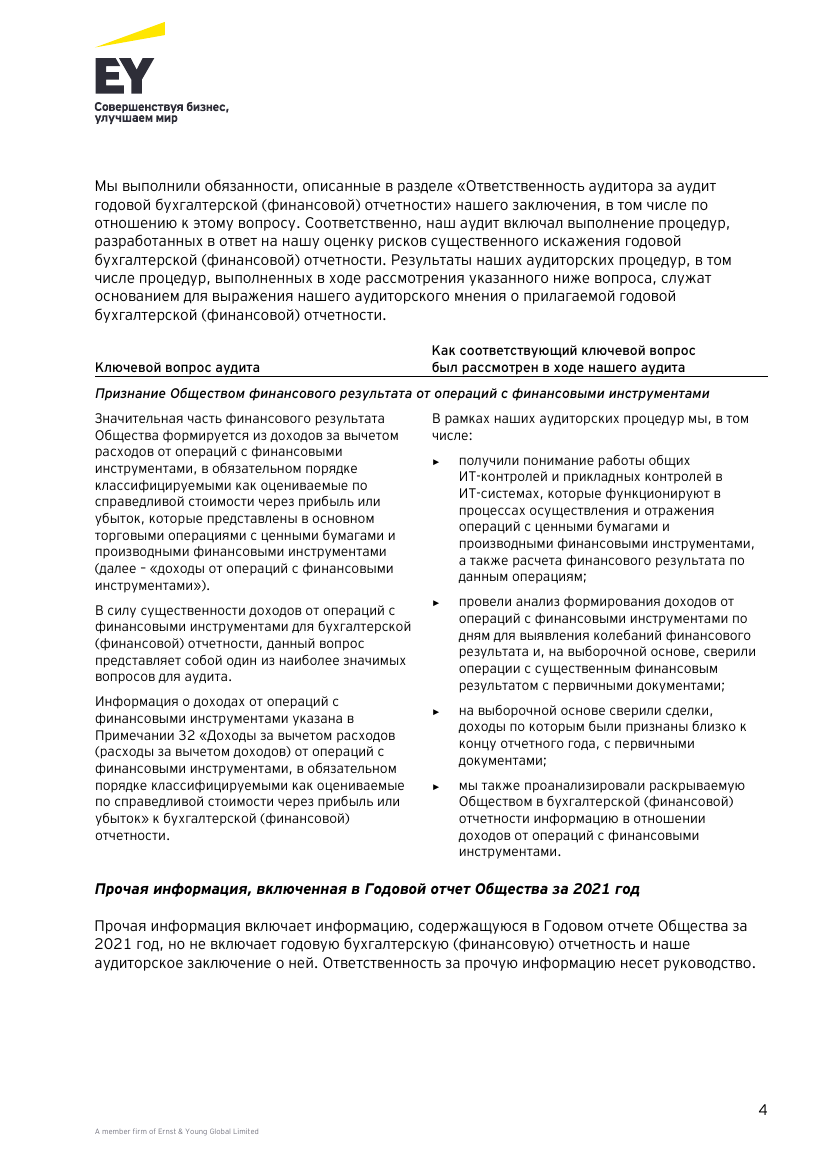 EY
Совершенствуя бизнес,
улучшаем мир
Мы выполнили обязанности, описанные в разделе «Ответственность аудитора за аудит
годовой бухгалтерской (финансовой) отчетности» нашего заключения, в том числе по
отношению к этому вопросу. Соответственно, наш аудит включал выполнение процедур,
разработанных в ответ на нашу оценку рисков существенного искажения годовой
бухгалтерской (финансовой) отчетности. Результаты наших аудиторских процедур, в том
числе процедур, выполненных в ходе рассмотрения указанного ниже вопроса, служат
основанием для выражения нашего аудиторского мнения о прилагаемой годовой
бухгалтерской (финансовой) отчетности.
Ключевой вопрос аудита
Как соответствующий ключевой вопрос
был рассмотрен в ходе нашего аудита
Признание Обществом финансового результата от операций с финансовыми инструментами
Значительная часть финансового результата
Общества формируется из доходов за вычетом
расходов от операций с финансовыми
инструментами, в обязательном порядке
классифицируемыми как оцениваемые по
справедливой стоимости через прибыль или
убыток, которые представлены в основном
торговыми операциями с ценными бумагами и
производными финансовыми инструментами
(далее – «доходы от операций с финансовыми
инструментами»).
В силу существенности доходов от операций с
финансовыми инструментами для бухгалтерской
(финансовой) отчетности, данный вопрос
представляет собой один из наиболее значимых
вопросов для аудита.
Информация о доходах от операций с
финансовыми инструментами указана в
Примечании 32 «Доходы за вычетом расходов
(расходы за вычетом доходов) от операций с
финансовыми инструментами, в обязательном
порядке классифицируемыми как оцениваемые
по справедливой стоимости через прибыль или
убыток» к бухгалтерской (финансовой)
отчетности.
В рамках наших аудиторских процедур мы, в том
числе:
► получили понимание работы общих
ИТ-контролей и прикладных контролей в
ИТ-системах, которые функционируют в
процессах осуществления и отражения
операций с ценными бумагами и
производными финансовыми инструментами,
а также расчета финансового результата по
данным операциям;
► провели анализ формирования доходов от
операций с финансовыми инструментами по
дням для выявления колебаний финансового
результата и, на выборочной основе, сверили
операции с существенным финансовым
результатом с первичными документами;
► на выборочной основе сверили сделки,
доходы по которым были признаны близко к
концу отчетного года, с первичными
документами;
► мы также проанализировали раскрываемую
Обществом в бухгалтерской (финансовой)
отчетности информацию в отношении
доходов от операций с финансовыми
инструментами.
Прочая информация, включенная в Годовой отчет Общества за 2021 год
Прочая информация включает информацию, содержащуюся в Годовом отчете Общества за
2021 год, но не включает годовую бухгалтерскую (финансовую) отчетность и наше
аудиторское заключение о ней. Ответственность за прочую информацию несет руководство.
4
A member firm of Ernst & Young Global Limited